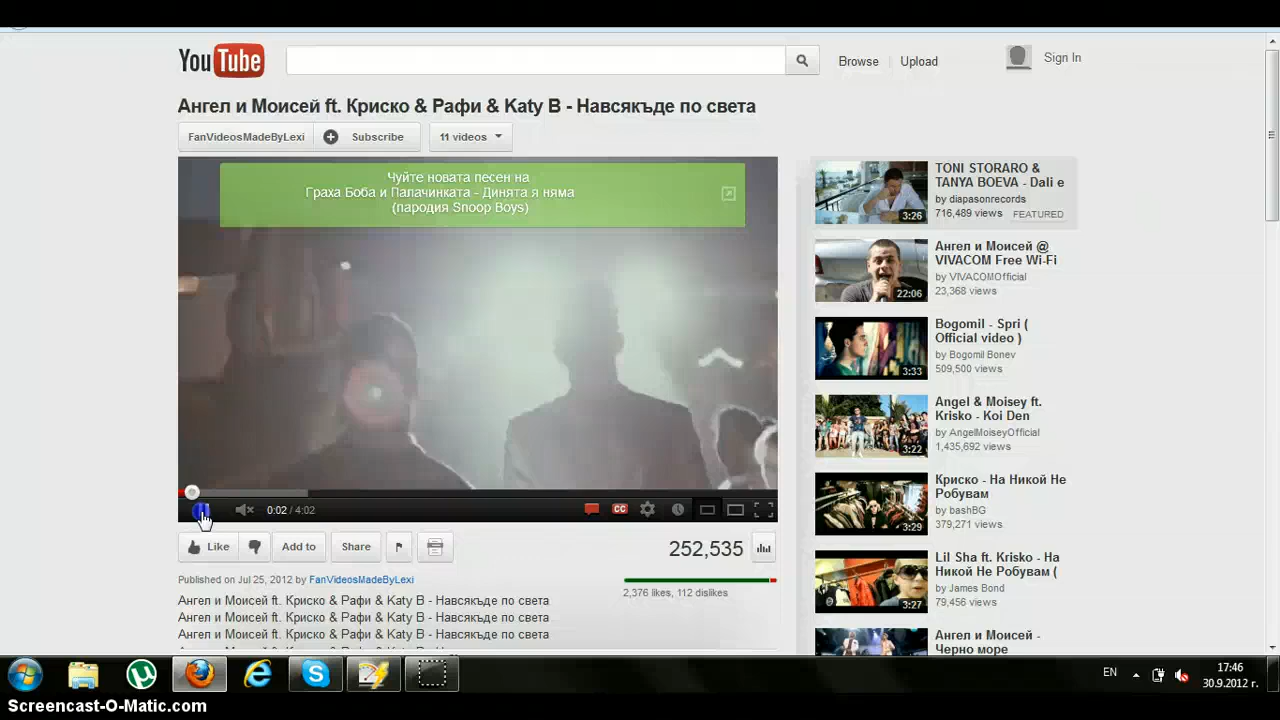 YouTube
Browse
Upload
Sign In
Ангел и Моисей ft. Криско & Рафи & Katy B - Навсякъде по света
FanVideosMadeByLexi
Subscribe
11 videos
Чуйте новата песен на
Граха Боба и Палачинката - Динята я няма
(пародия Snoop Boys)
0:02 / 4:02
CC
Like
Add to
Share
252,535
Published on Jul 25, 2012 by FanVideosMadeByLexi
2,376 likes, 112 dislikes
Ангел и Моисей ft. Криско & Рафи & Katy B - Навсякъде по света
Ангел и Моисей ft. Криско & Рафи & Katy B - Навсякъде по света
Ангел и Моисей ft. Криско & Рафи & Katy B - Навсякъде по света
TONI STORARO &
TANYA BOEVA - Dali e
by diapasonrecords
716,489 views FEATURED
3:26
Ангел и Моисей @
VIVACOM Free Wi-Fi
by VIVACOMOfficial
23,368 views
22:06
Bogomil - Spri (
Official video )
by Bogomil Bonev
509,500 views
3:33
Angel & Moisey ft.
Krisko - Koi Den
by AngelMoiseyOfficial
1,435,692 views
3:22
Криско - На Никой Не
Робувам
by bashBG
379,271 views
3:29
Lil Sha ft. Krisko - На
Никой Не Робувам (
by James Bond
79,456 views
3:27
Ангел и Моисей -
Черно море
EN
17:46
30.9.2012 г.
Screencast-O-Matic.com